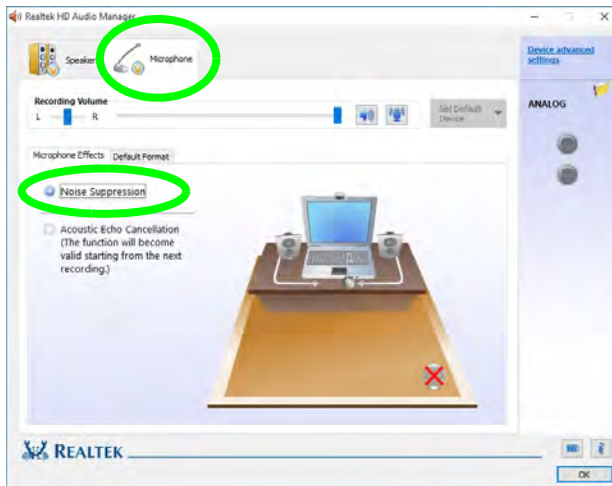 Realtek HD Audio Manager
Speakers
Microphone
Device advanced
settings
Recording Volume
L
R
Set Default
Device
ANALOG
Microphone Effects
Default Format
Noise Suppression
Acoustic Echo Cancellation
(The function will become
valid starting from the next
recording.)
REALTEK
OK